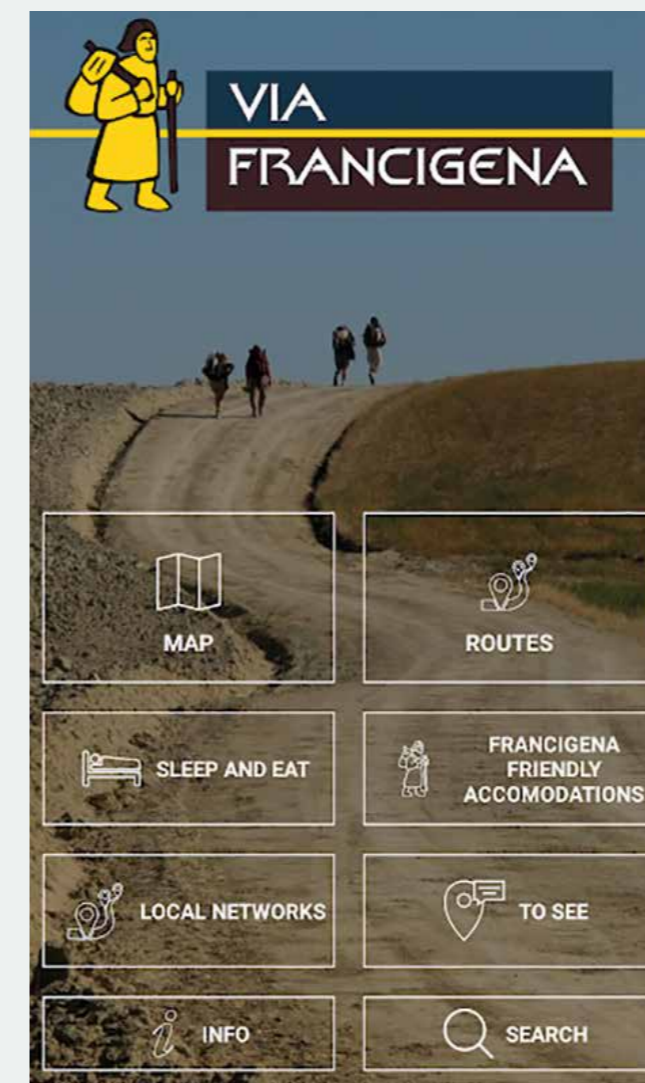 VIA
FRANCIGENA
MAP
ROUTES
SLEEP AND EAT
FRANCIGENA
FRIENDLY
ACCOMODATIONS
LOCAL NETWORKS
TO SEE
INFO
SEARCH